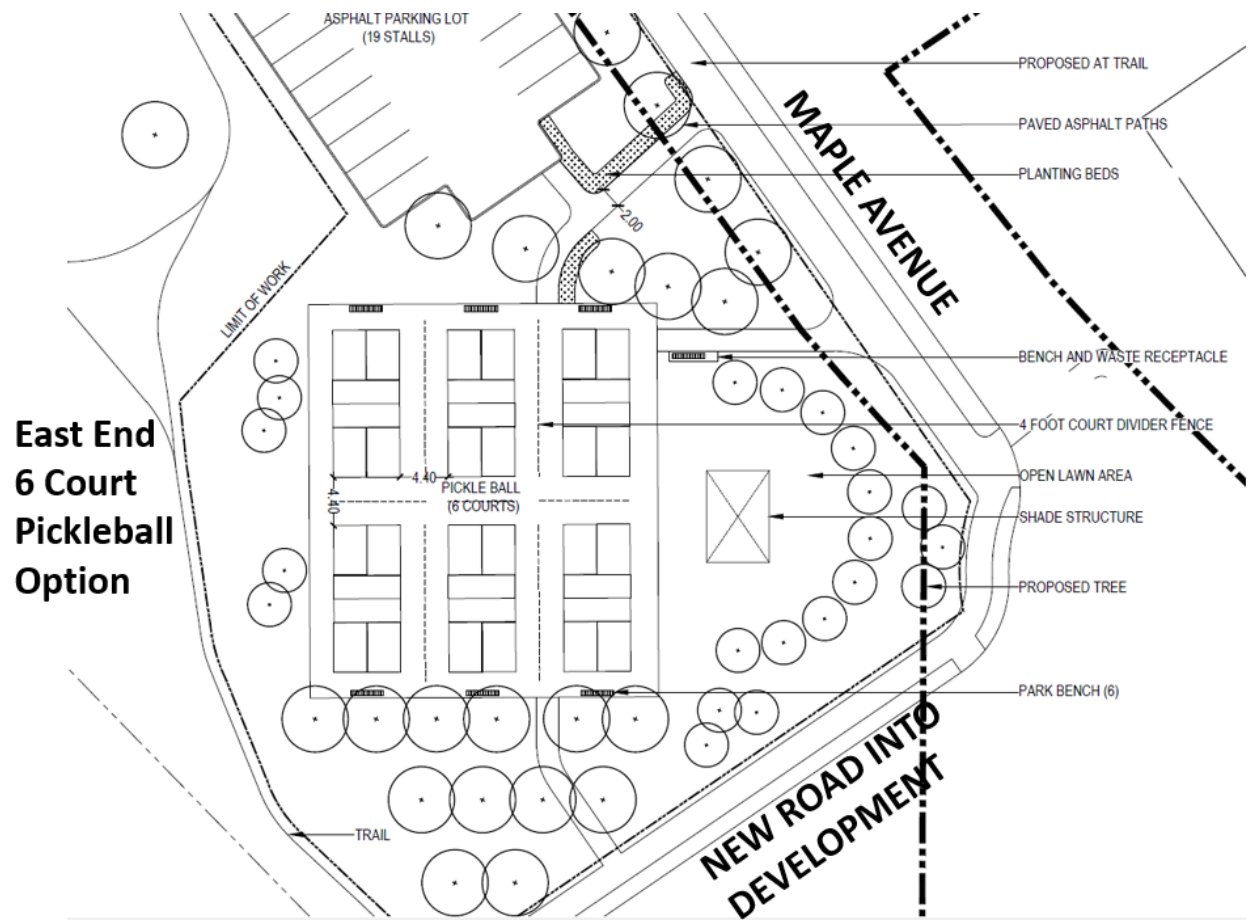 ASPHALT PARKING LOT
(19 STALLS)
PROPOSED AT TRAIL
PAVED ASPHALT PATHS
PLANTING BEDS
MAPLE AVENUE
2.00
LIMIT OF WORK
BENCH AND WASTE RECEPTACLE
4 FOOT COURT DIVIDER FENCE
OPEN LAWN AREA
SHADE STRUCTURE
PROPOSED TREE
PARK BENCH (6)
East End
6 Court
Pickleball
Option
4.40
4.40
PICKLE BALL
(6 COURTS)
TRAIL
NEW ROAD INTO
DEVELOPMENT